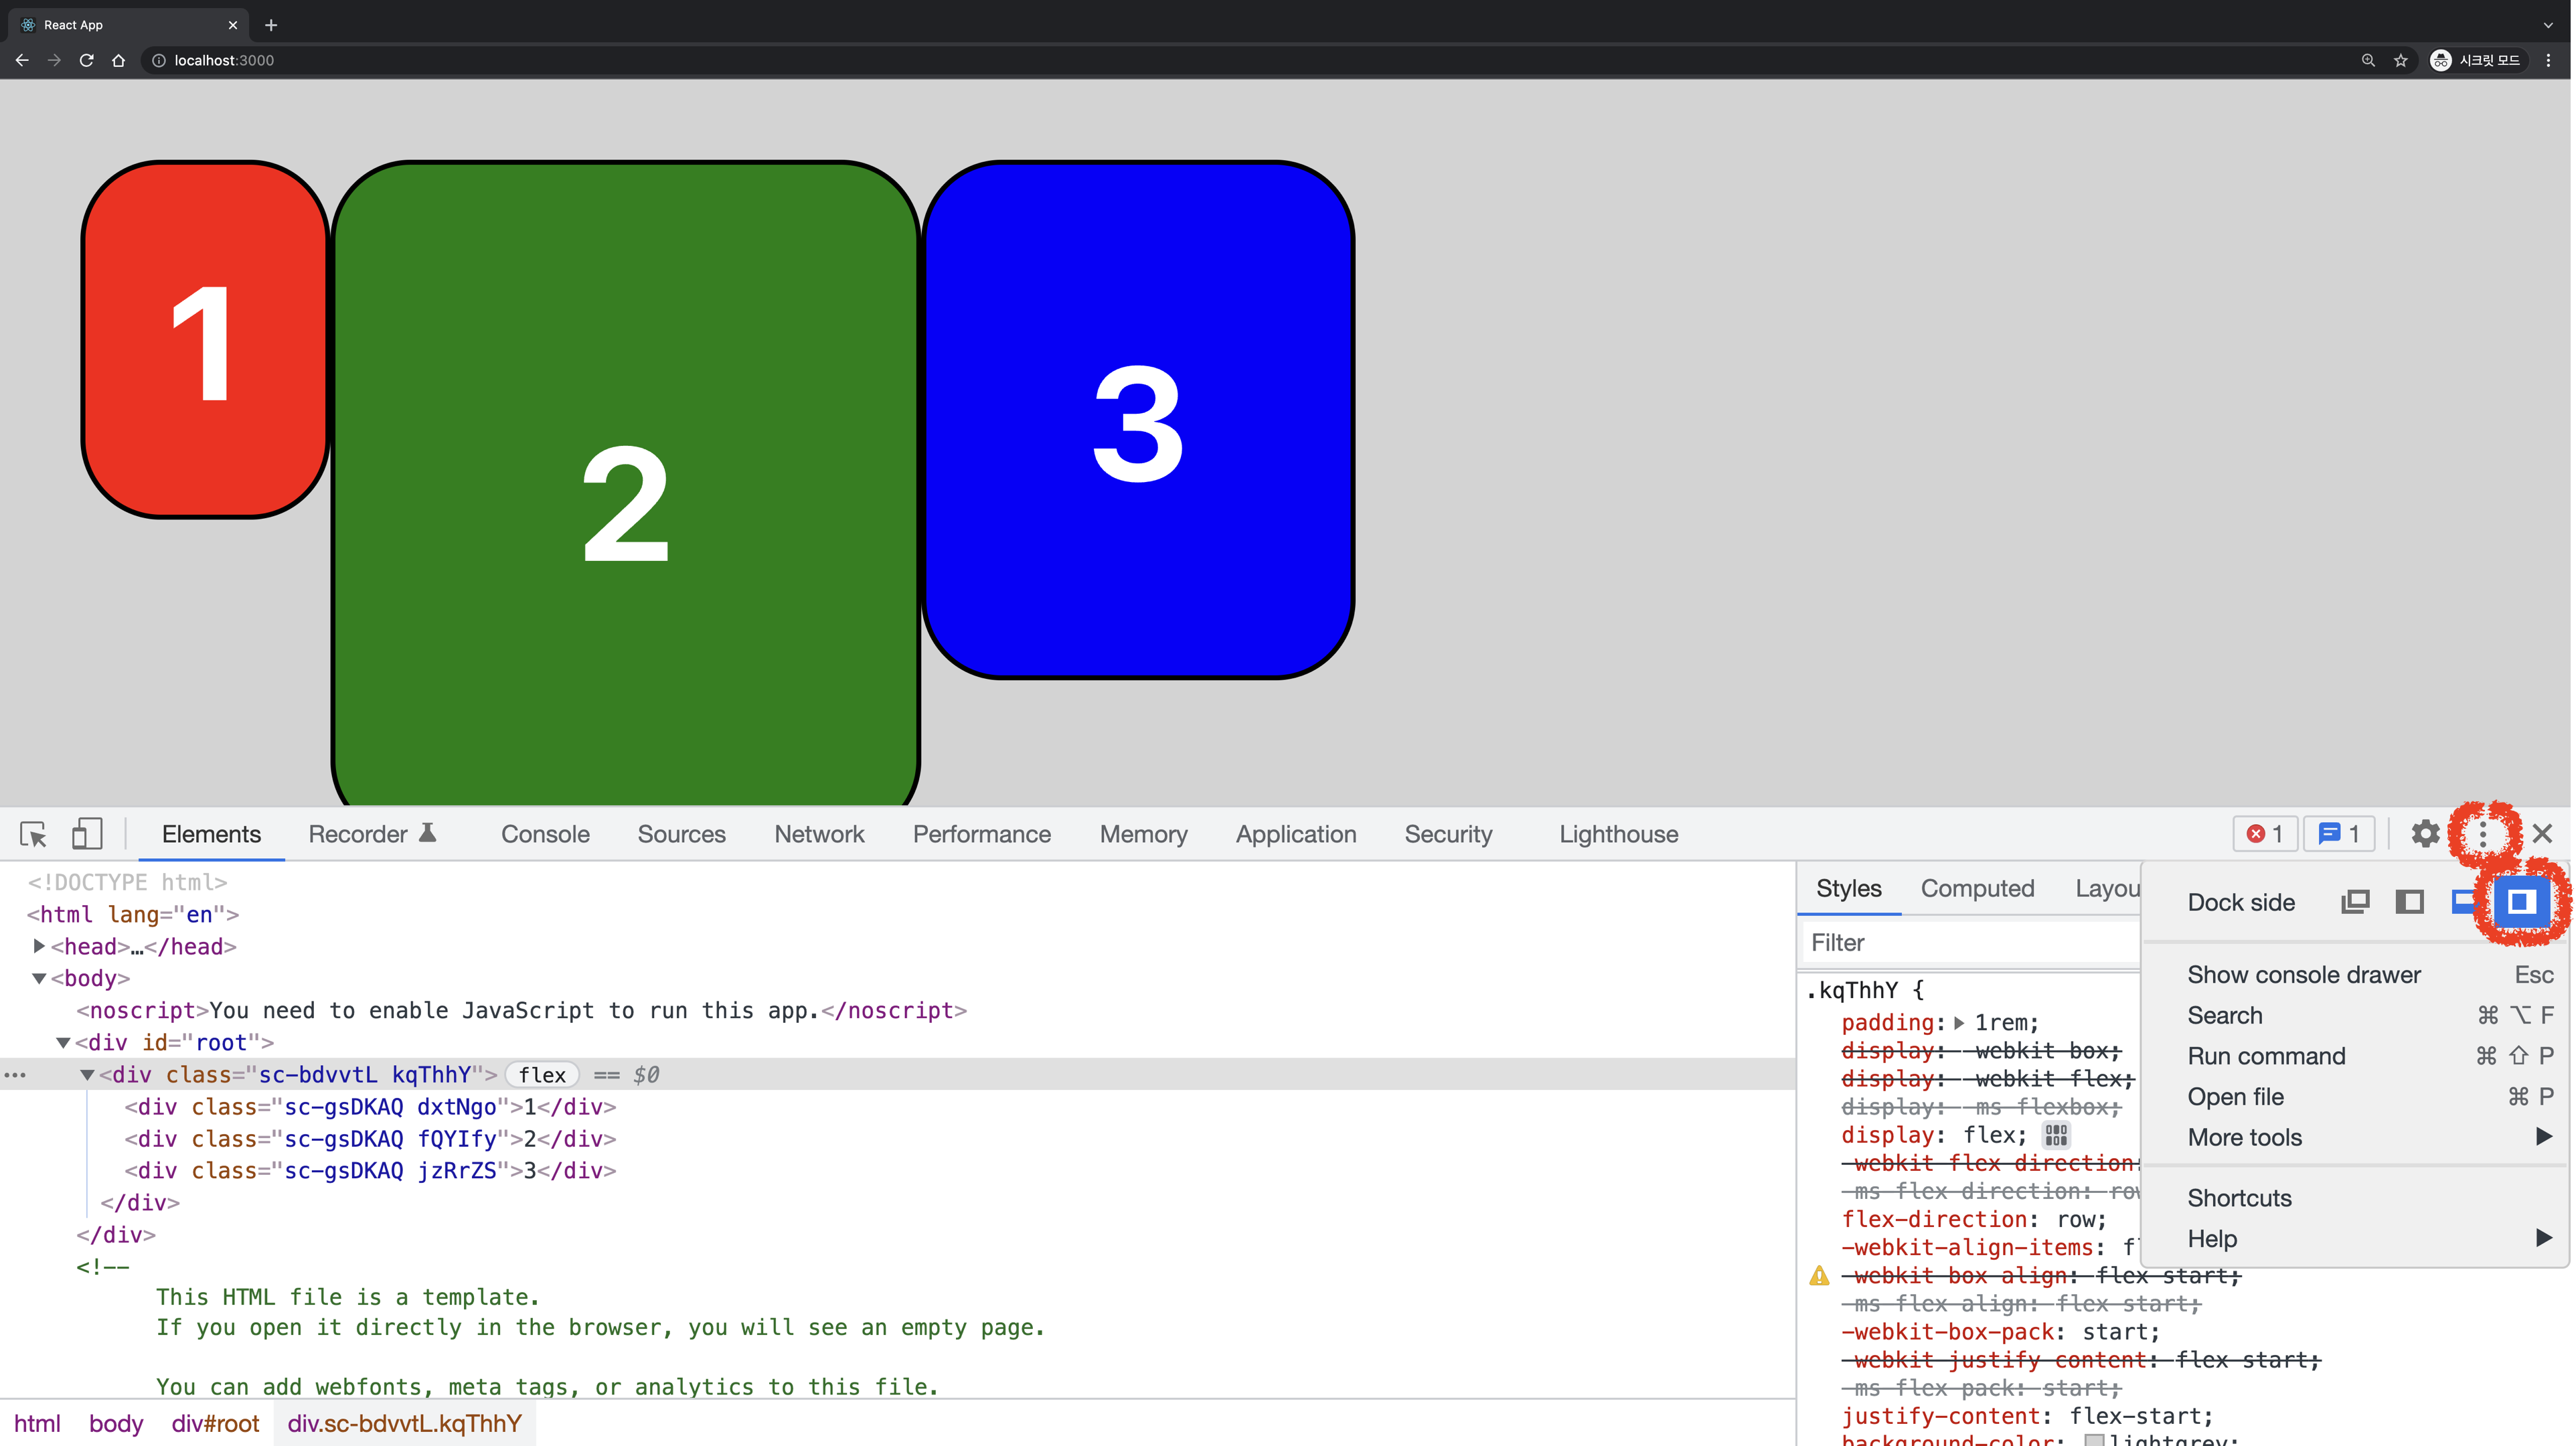 React App
localhost:3000
시크릿 모드
1
2
3
Elements Recorder Console Sources Network Performance Memory Application Security Lighthouse 1 1
<!DOCTYPE html>
<html lang="en">
<head>…</head>
<body>
<noscript>You need to enable JavaScript to run this app.</noscript>
<div id="root">
<div class="sc-bdvvtL kqThhY"> flex == $0
<div class="sc-gsDKAQ dxtNgo">1</div>
<div class="sc-gsDKAQ fQYIfy">2</div>
<div class="sc-gsDKAQ jzRrZS">3</div>
</div>
</div>
<!--
This HTML file is a template.
If you open it directly in the browser, you will see an empty page.
You can add webfonts, meta tags, or analytics to this file.
html body div#root div.sc-bdvvtL.kqThhY
Styles Computed Layou
Filter
.kqThhY {
padding: 1rem;
display: -webkit-box;
display: -webkit-flex;
display: -ms-flexbox;
display: flex;
-webkit-flex-direction:
-ms-flex-direction: row
flex-direction: row;
-webkit-align-items: f
-webkit-box-align: flex-start;
-ms-flex-align: flex-start;
-webkit-box-pack: start;
-webkit-justify-content: flex-start;
-ms-flex-pack: start;
justify-content: flex-start;
background-color: lightgrey;
Dock side
Show console drawer Esc
Search ⌘ ⌥ F
Run command ⌘ ⇧ P
Open file ⌘ P
More tools
Shortcuts
Help